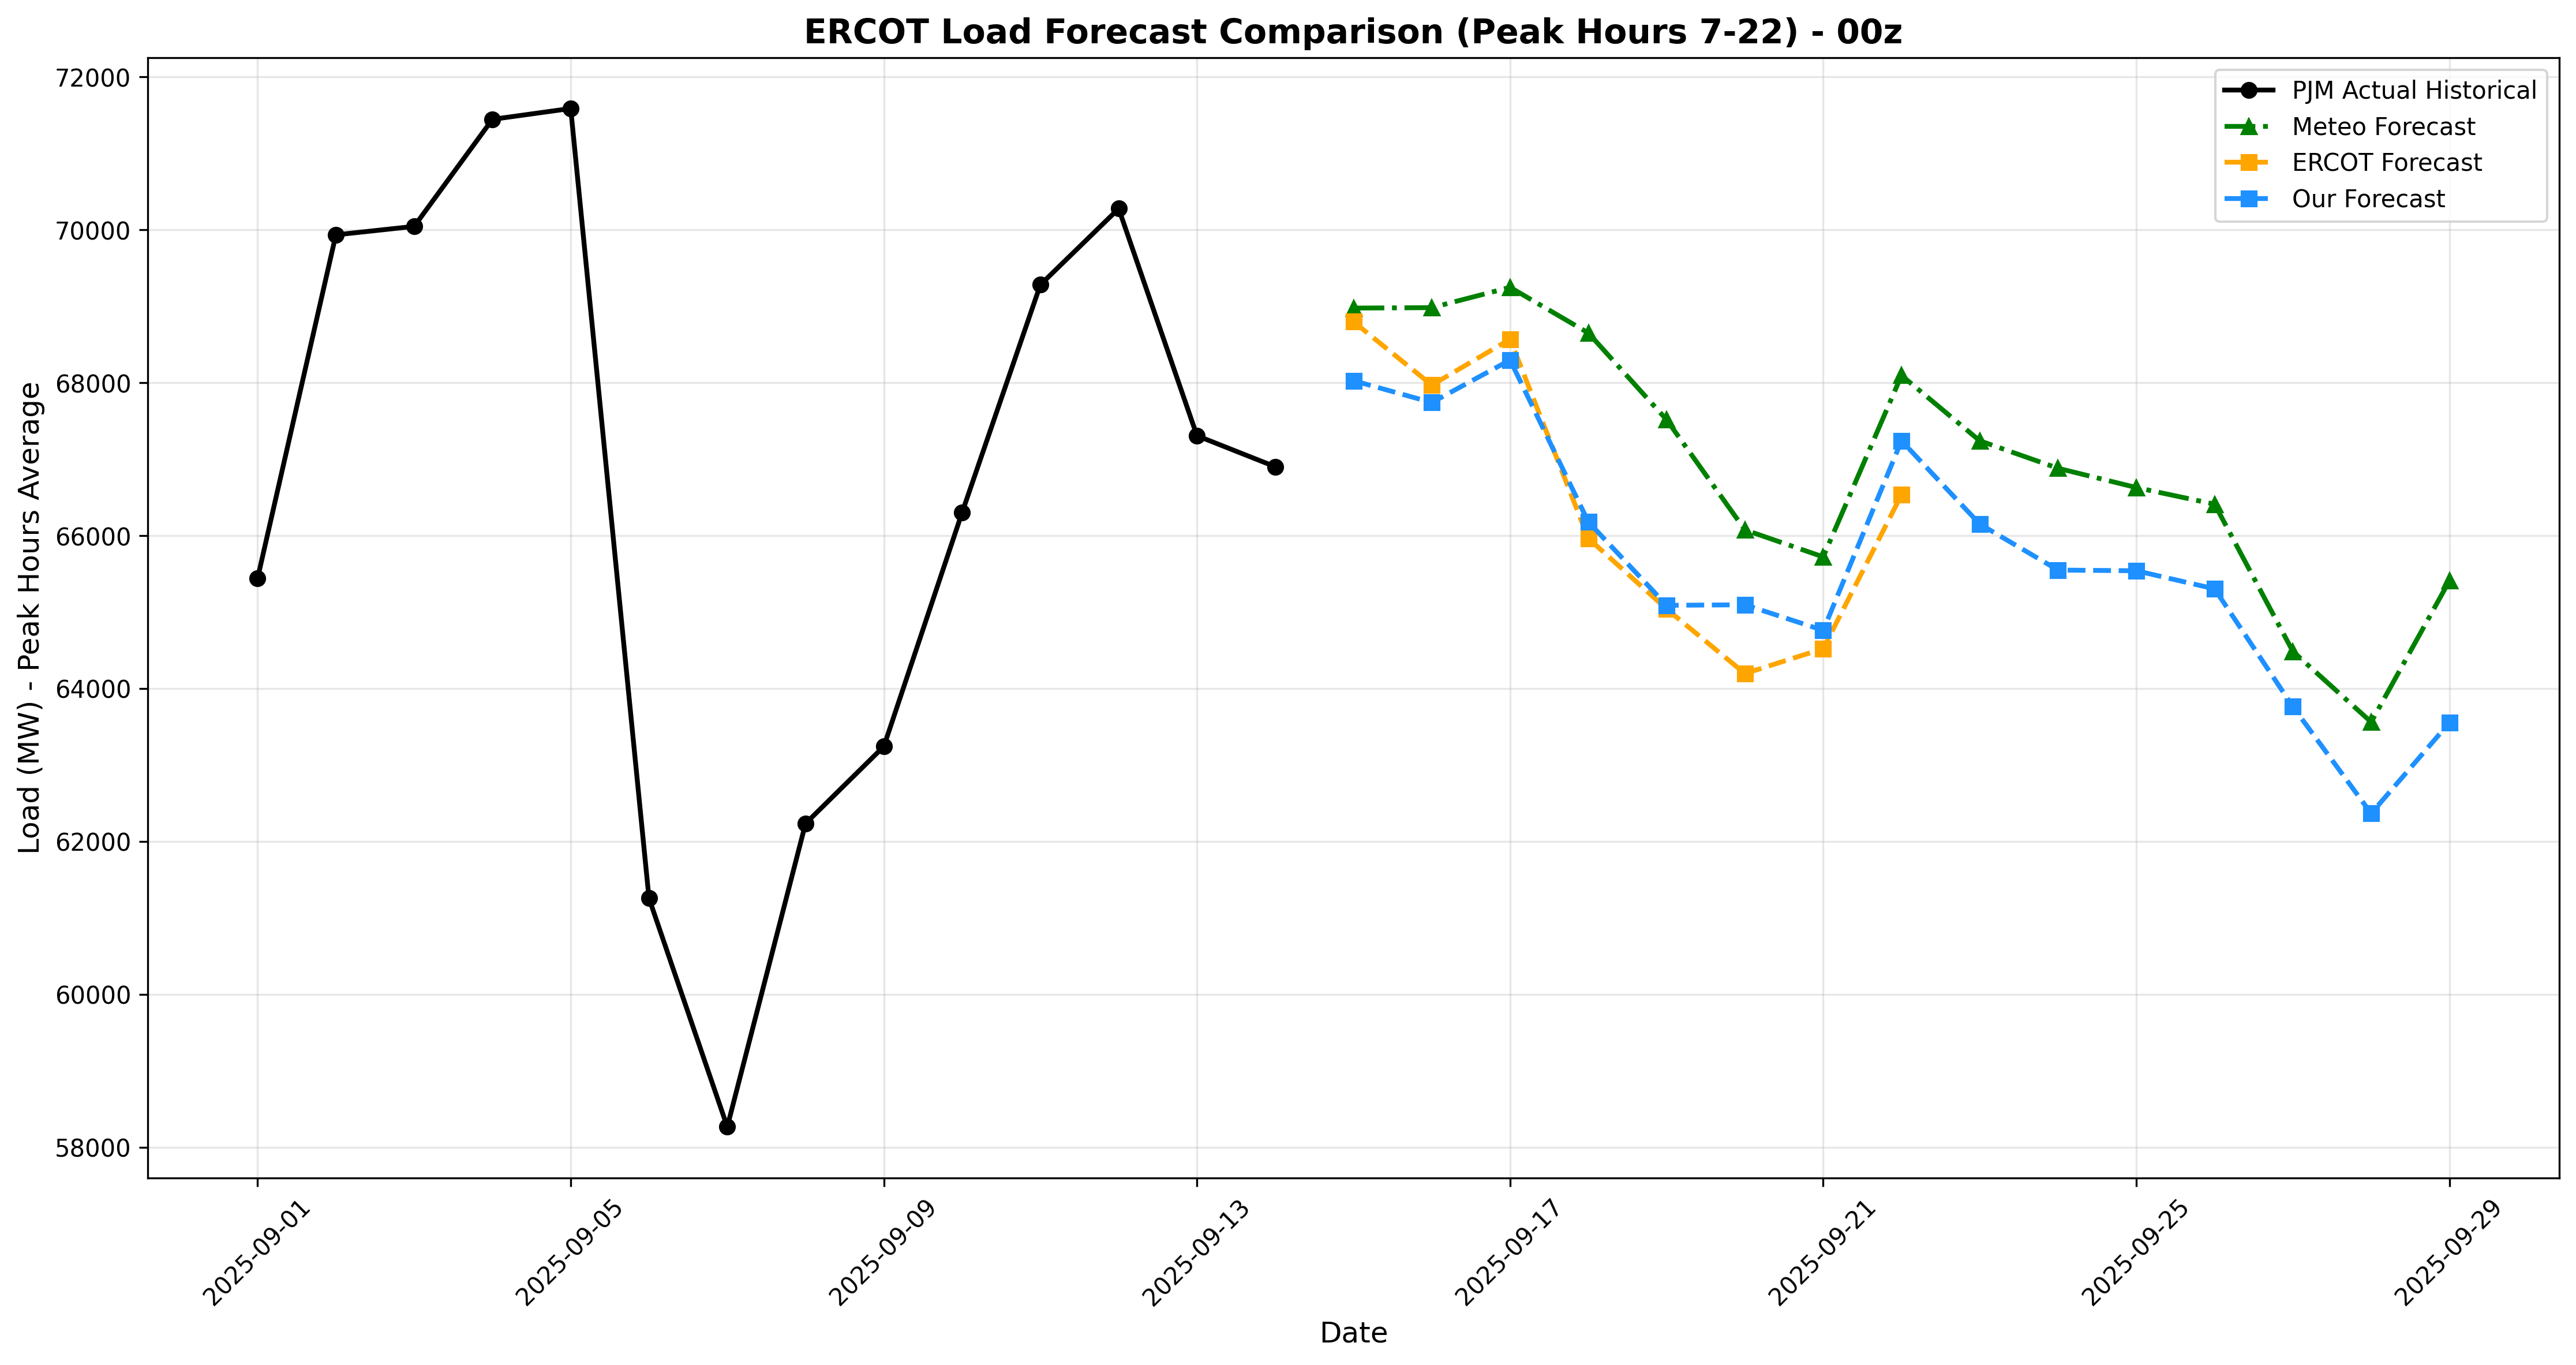 ERCOT Load Forecast Comparison (Peak Hours 7-22) - 00z
PJM Actual Historical
Meteo Forecast
ERCOT Forecast
Our Forecast
Load (MW) - Peak Hours Average
72000
70000
68000
66000
64000
62000
60000
58000
2025-09-01
2025-09-05
2025-09-09
2025-09-13
2025-09-17
2025-09-21
2025-09-25
2025-09-29
Date